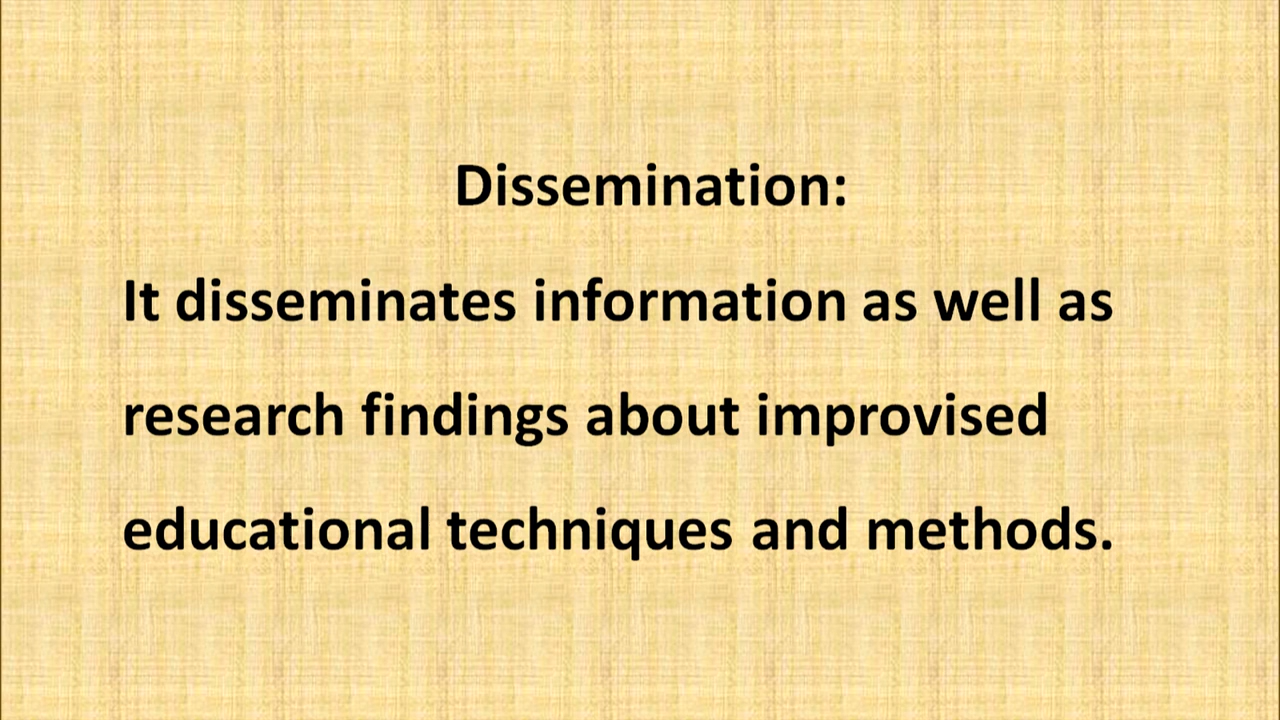 Dissemination:
It disseminates information as well as
research findings about improvised
educational techniques and methods.